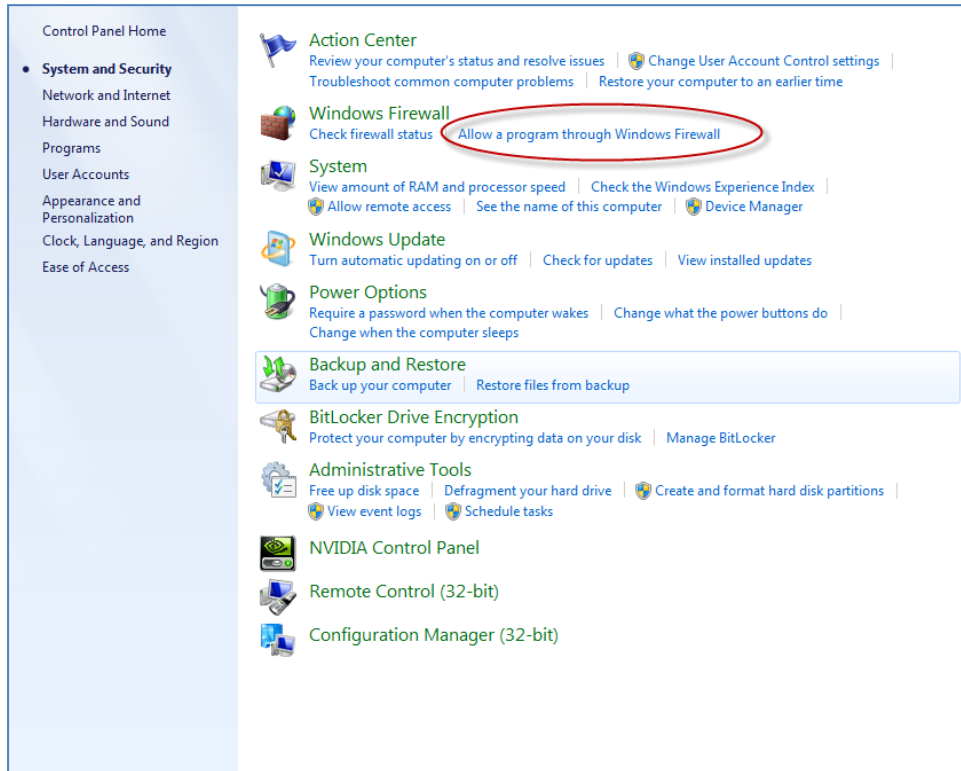 Control Panel Home
System and Security
Network and Internet
Hardware and Sound
Programs
User Accounts
Appearance and
Personalization
Clock, Language, and Region
Ease of Access
Action Center
Review your computer's status and resolve issues Change User Account Control settings
Troubleshoot common computer problems Restore your computer to an earlier time
Windows Firewall
Check firewall status Allow a program through Windows Firewall
System
View amount of RAM and processor speed Check the Windows Experience Index
Allow remote access See the name of this computer Device Manager
Windows Update
Turn automatic updating on or off Check for updates View installed updates
Power Options
Require a password when the computer wakes Change what the power buttons do
Change when the computer sleeps
Backup and Restore
Back up your computer Restore files from backup
BitLocker Drive Encryption
Protect your computer by encrypting data on your disk Manage BitLocker
Administrative Tools
Free up disk space Defragment your hard drive Create and format hard disk partitions
View event logs Schedule tasks
NVIDIA Control Panel
Remote Control (32-bit)
Configuration Manager (32-bit)